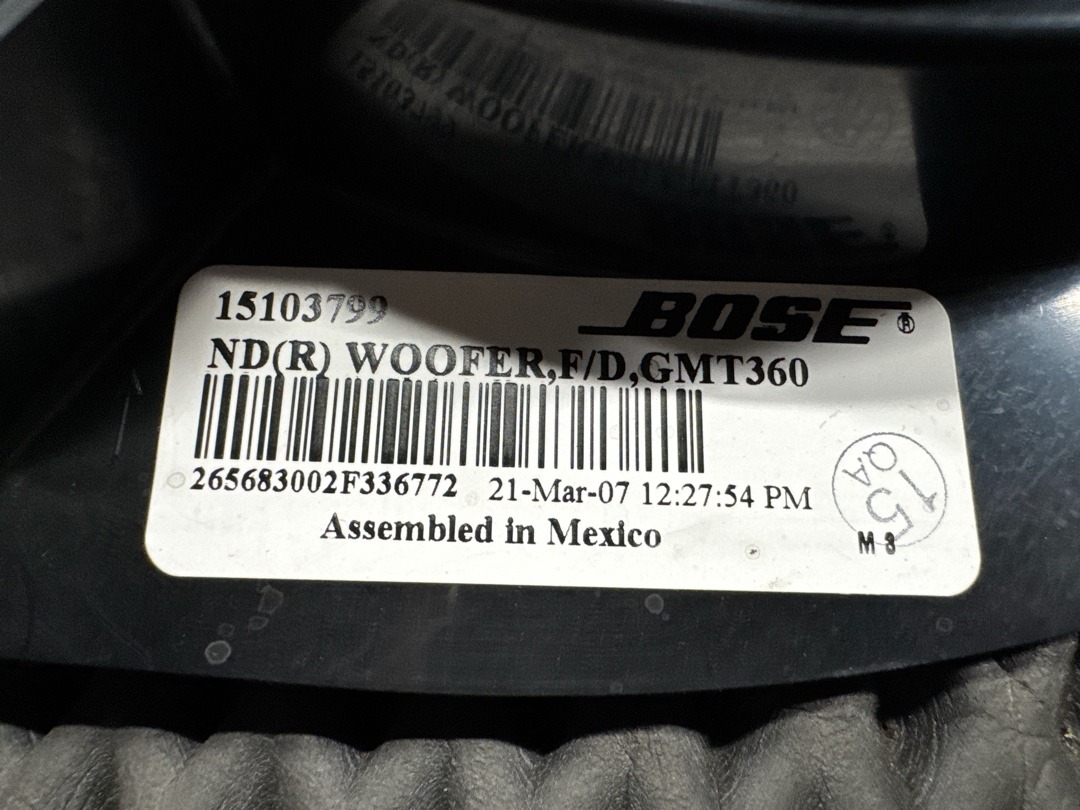 15103799
BOSE®
ND(R) WOOFER,F/D,GMT360
265683002F336772 21-Mar-07 12:27:54 PM
Assembled in Mexico
15
QA
M 3